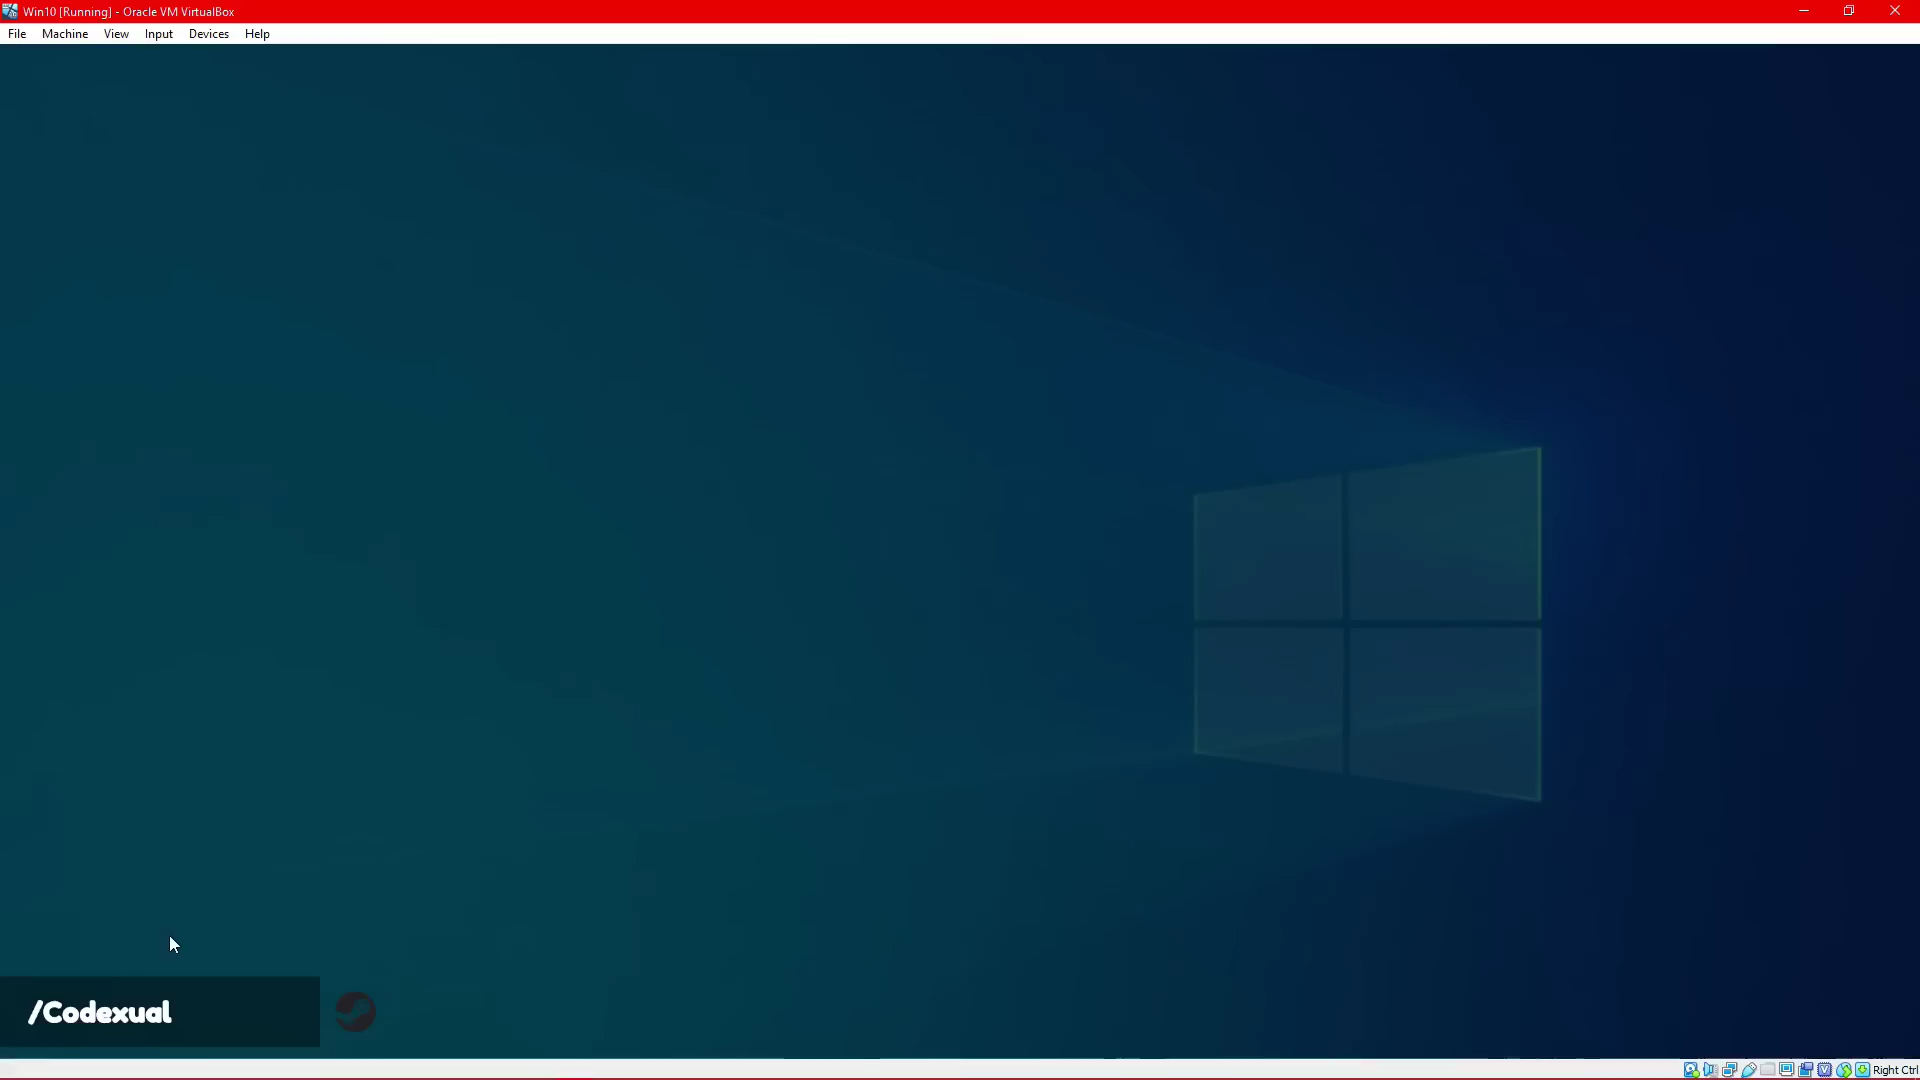 Win10 [Running] - Oracle VM VirtualBox
File Machine View Input Devices Help
/Codexual
Right Ctrl